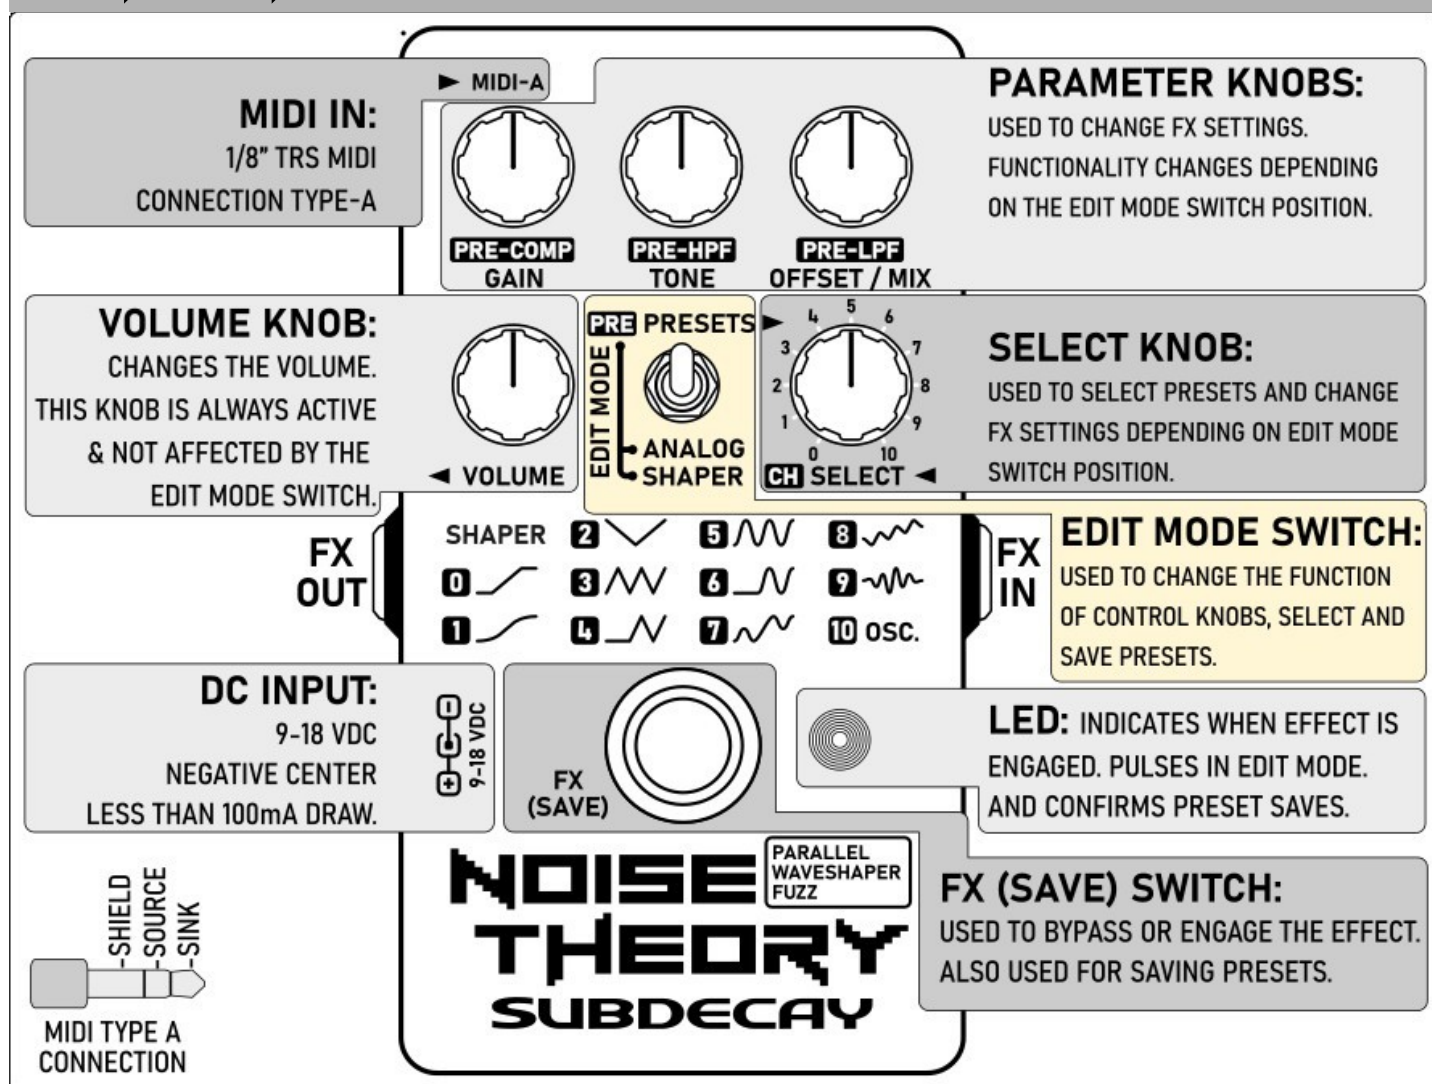 MIDI IN:
1/8" TRS MIDI
CONNECTION TYPE-A
► MIDI-A
PRE-COMP
GAIN
PRE-HPF
TONE
PRE-LPF
OFFSET / MIX
PARAMETER KNOBS:
USED TO CHANGE FX SETTINGS.
FUNCTIONALITY CHANGES DEPENDING
ON THE EDIT MODE SWITCH POSITION.
VOLUME KNOB:
CHANGES THE VOLUME.
THIS KNOB IS ALWAYS ACTIVE
& NOT AFFECTED BY THE
EDIT MODE SWITCH.
◄ VOLUME
PRE PRESETS►
EDIT MODE
ANALOG
SHAPER
0
1
2
3
4
5
6
7
8
9
10
CH SELECT ◄
SELECT KNOB:
USED TO SELECT PRESETS AND CHANGE
FX SETTINGS DEPENDING ON EDIT MODE
SWITCH POSITION.
FX
OUT
SHAPER
0
1
2
3
4
5
6
7
8
9
10 OSC.
FX
IN
EDIT MODE SWITCH:
USED TO CHANGE THE FUNCTION
OF CONTROL KNOBS, SELECT AND
SAVE PRESETS.
DC INPUT:
9-18 VDC
NEGATIVE CENTER
LESS THAN 100mA DRAW.
9-18 VDC
FX
(SAVE)
LED: INDICATES WHEN EFFECT IS
ENGAGED. PULSES IN EDIT MODE.
AND CONFIRMS PRESET SAVES.
NOISE
THEORY
SUBDECAY
PARALLEL
WAVESHAPER
FUZZ
FX (SAVE) SWITCH:
USED TO BYPASS OR ENGAGE THE EFFECT.
ALSO USED FOR SAVING PRESETS.
-SHIELD
-SOURCE
-SINK
MIDI TYPE A
CONNECTION